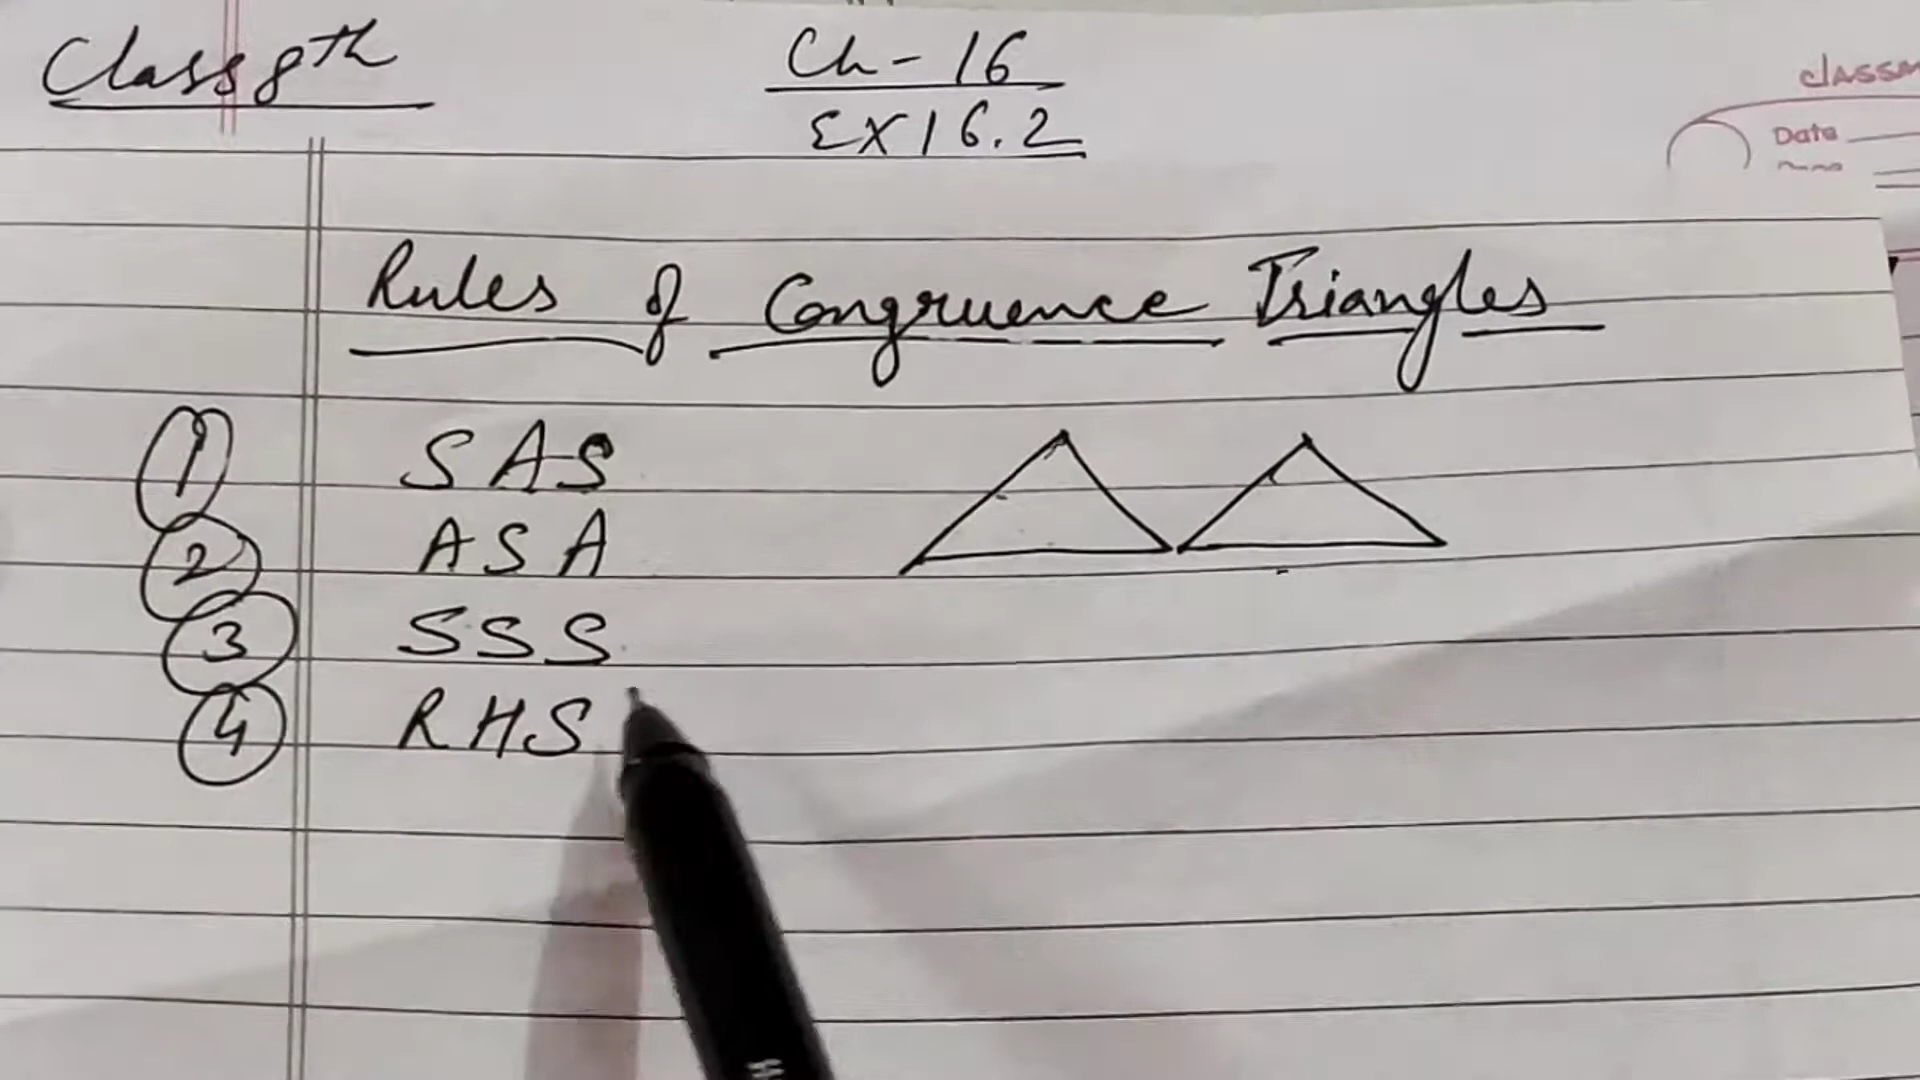 Class 8th
Ch-16
Ex 16.2
classm
Date
Rules of Congruence Triangles
1 SAS
2 ASA
3 SSS
4 RHS